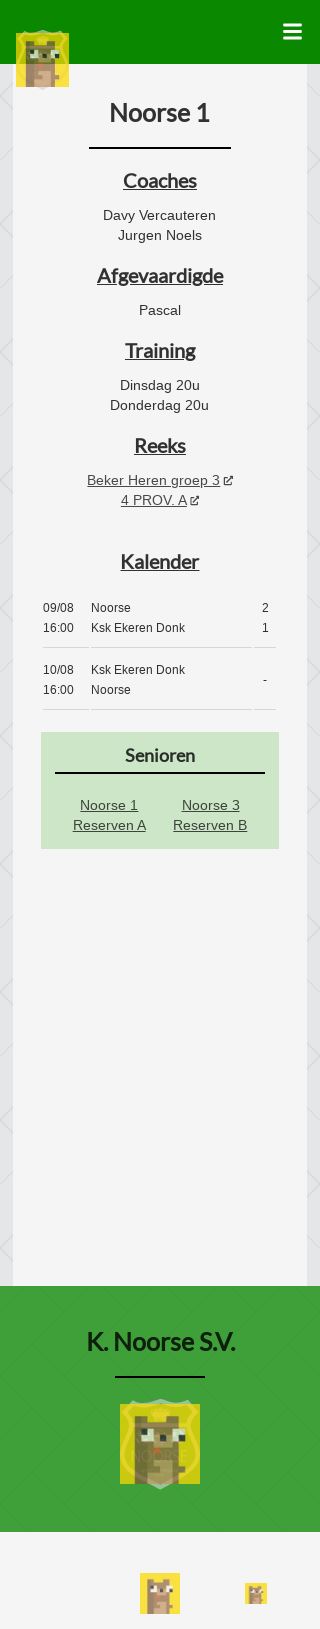 Noorse 1
Coaches
Davy Vercauteren
Jurgen Noels
Afgevaardigde
Pascal
Training
Dinsdag 20u
Donderdag 20u
Reeks
Beker Heren groep 3
4 PROV. A
Kalender
09/08 Noorse 2
16:00 Ksk Ekeren Donk 1
10/08 Ksk Ekeren Donk -
16:00 Noorse
Senioren
Noorse 1 Noorse 3
Reserven A Reserven B
K. Noorse S.V.